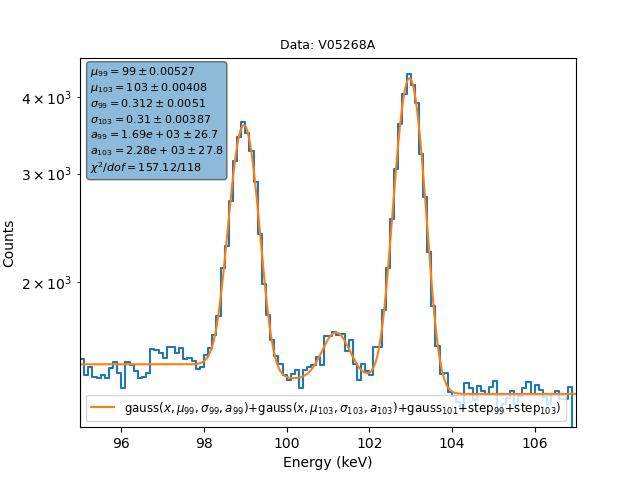 Data: V05268A
μ99 = 99 ± 0.00527
μ103 = 103 ± 0.00408
σ99 = 0.312 ± 0.0051
σ103 = 0.31 ± 0.00387
a99 = 1.69e + 03 ± 26.7
a103 = 2.28e + 03 ± 27.8
χ²/dof = 157.12/118
4 × 10³
3 × 10³
2 × 10³
Counts
gauss(x, μ99, σ99, a99)+gauss(x, μ103, σ103, a103)+gauss101+step99+step103)
96 98 100 102 104 106
Energy (keV)